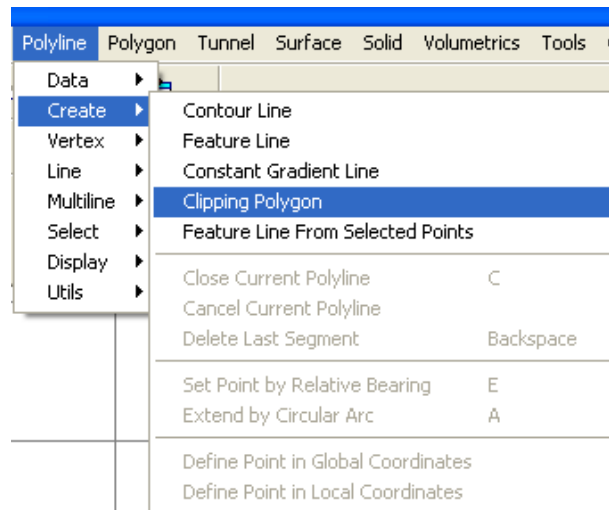 Polyline Polygon Tunnel Surface Solid Volumetrics Tools
Data
Create
Vertex
Line
Multiline
Select
Display
Utils
Contour Line
Feature Line
Constant Gradient Line
Clipping Polygon
Feature Line From Selected Points
Close Current Polyline C
Cancel Current Polyline
Delete Last Segment Backspace
Set Point by Relative Bearing E
Extend by Circular Arc A
Define Point in Global Coordinates
Define Point in Local Coordinates